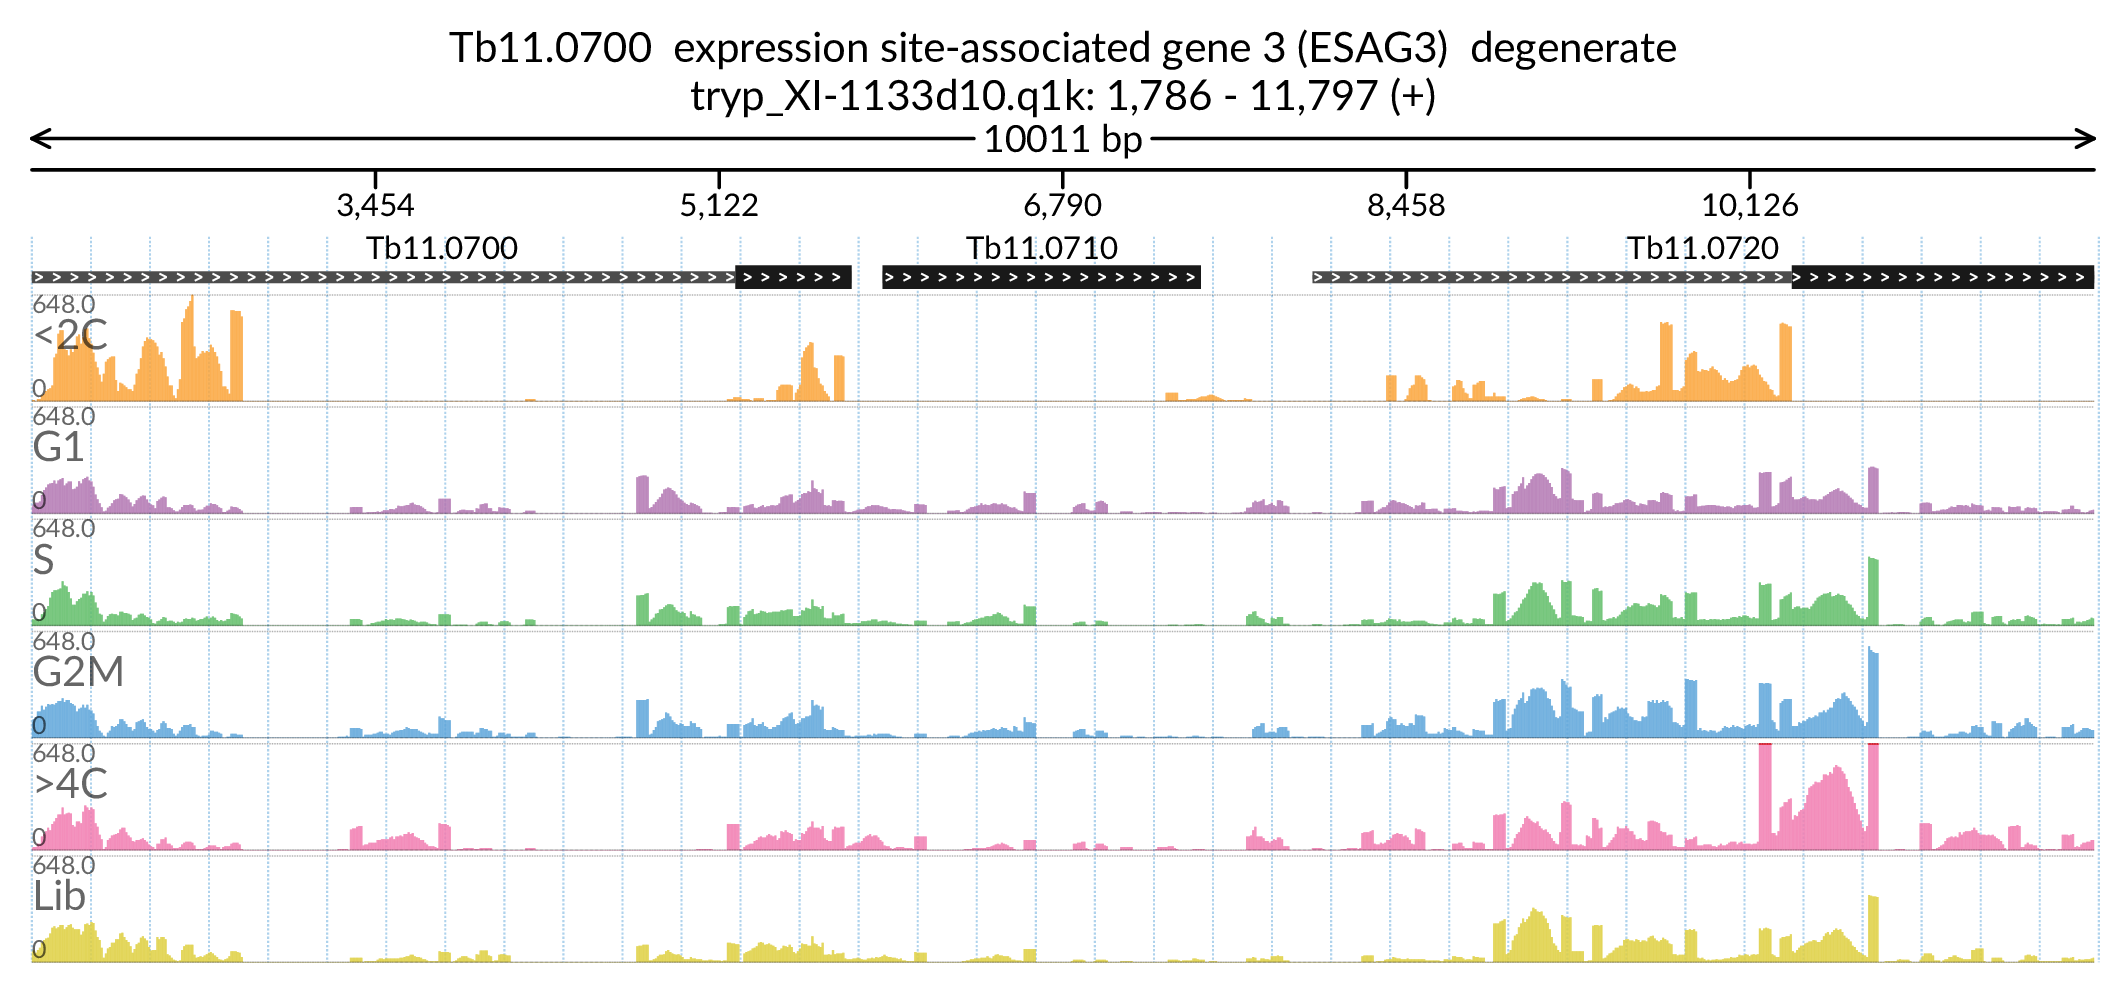 Tb11.0700 expression site-associated gene 3 (ESAG3) degenerate
tryp_XI-1133d10.q1k: 1,786 - 11,797 (+)
10011 bp
3,454 5,122 6,790 8,458 10,126
Tb11.0700 Tb11.0710 Tb11.0720
648.0
<2C
0
648.0
G1
0
648.0
S
0
648.0
G2M
0
648.0
>4C
0
648.0
Lib
0